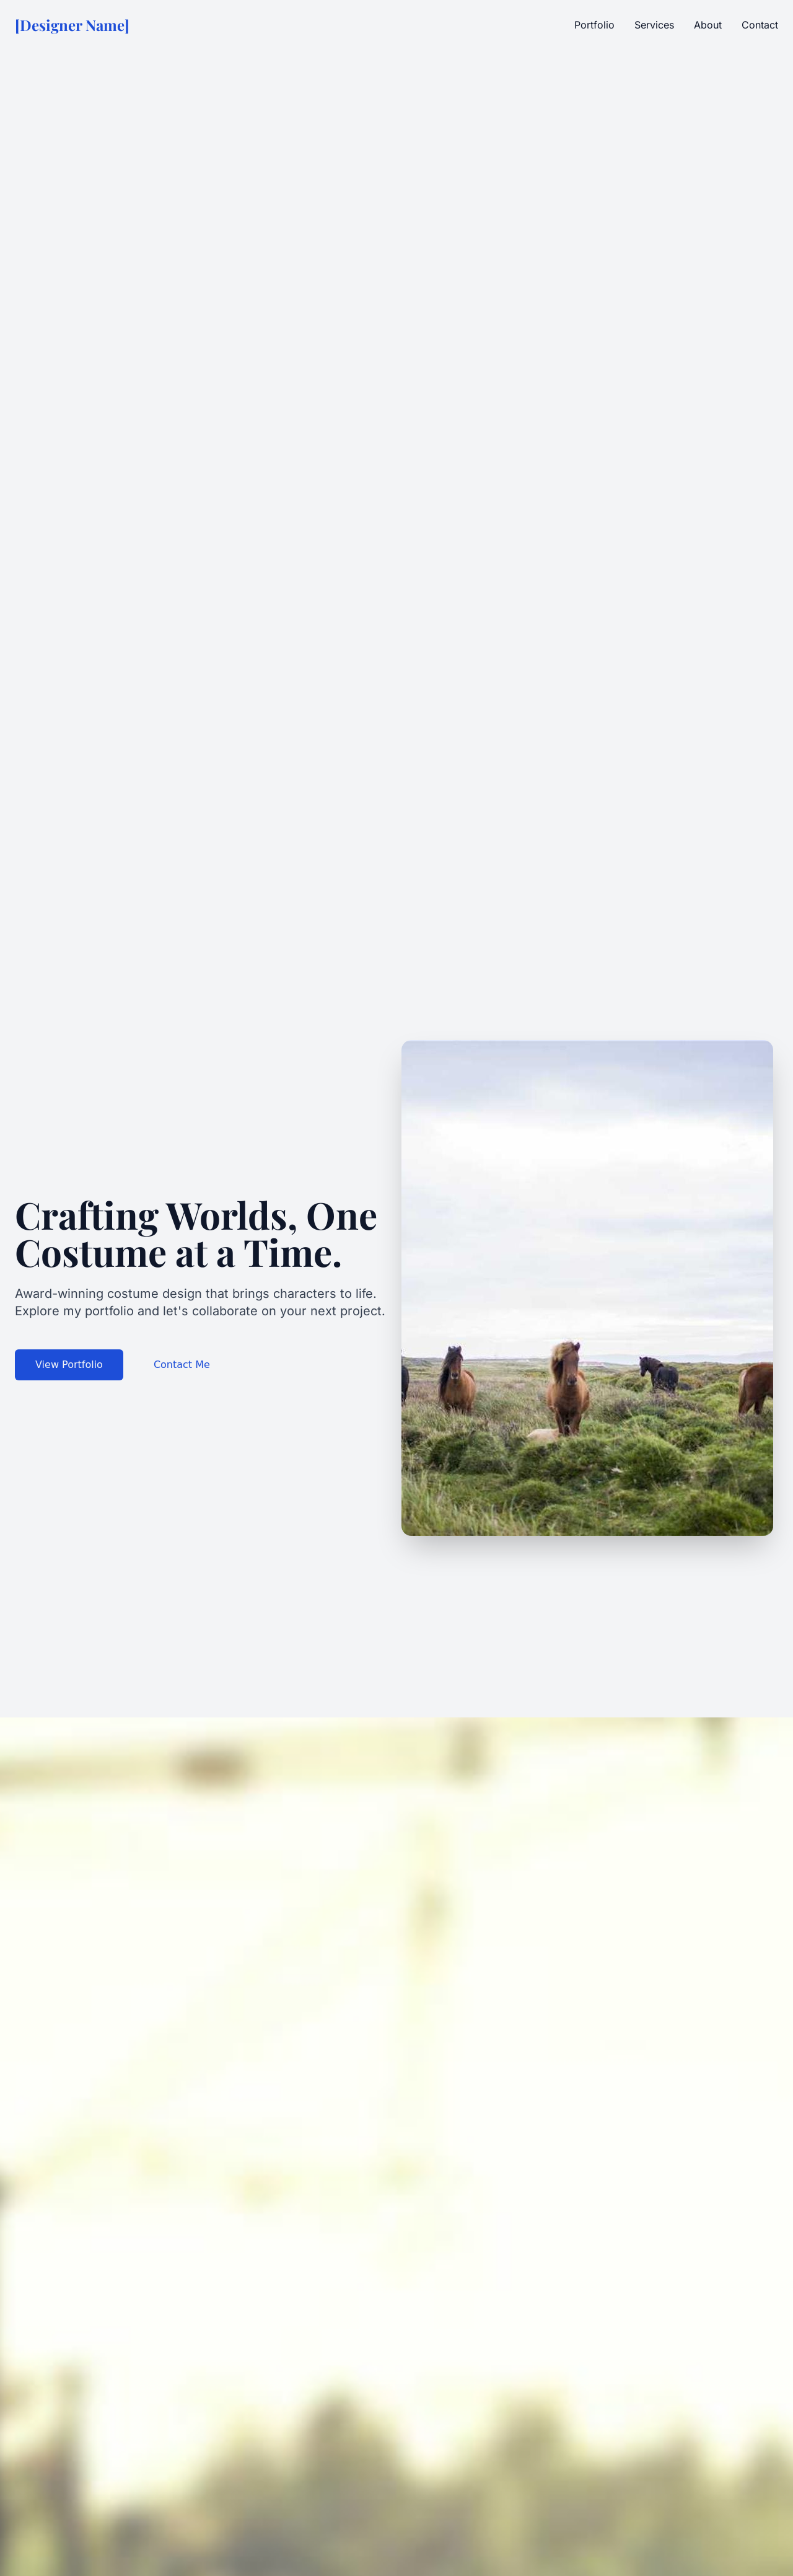 [Designer Name]
Portfolio
Services
About
Contact
Crafting Worlds, One
Costume at a Time.
Award-winning costume design that brings characters to life.
Explore my portfolio and let's collaborate on your next project.
View Portfolio
Contact Me